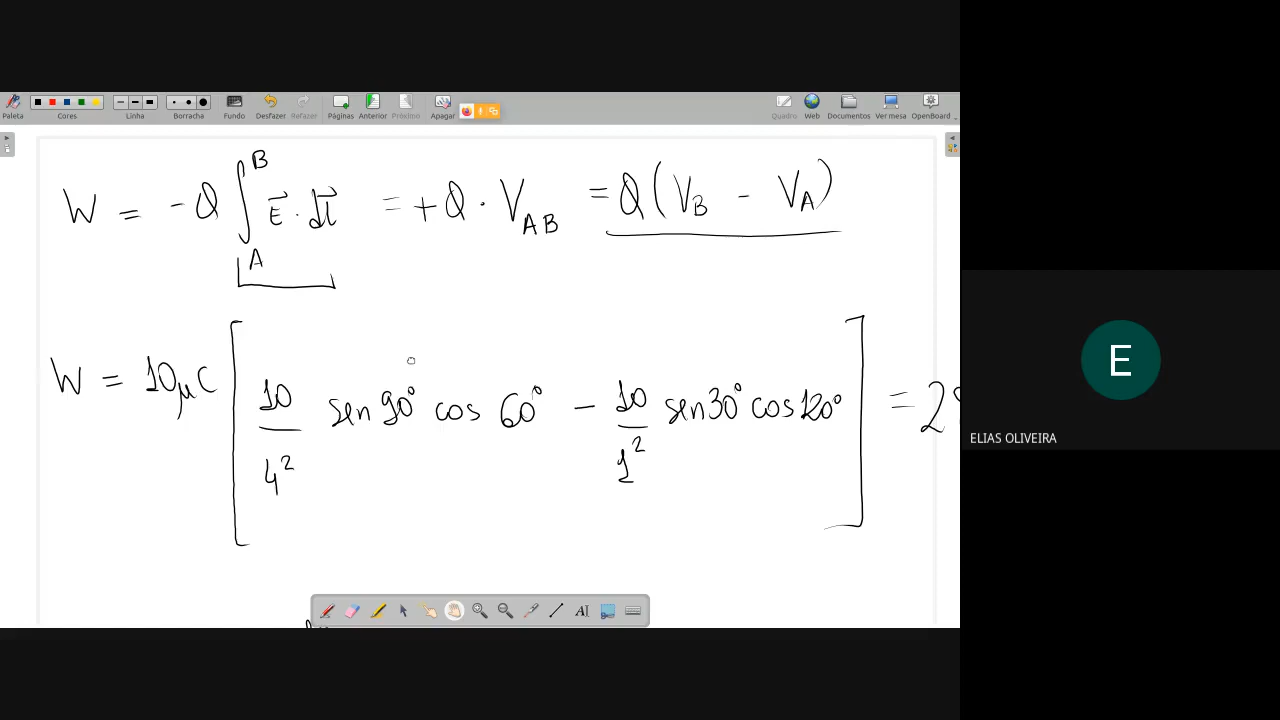 Paleta Cores Linha Borracha Fundo Desfazer Refazer Páginas Anterior Próximo Apagar Quadro Web Documentos Ver mesa OpenBoard
W = -Q ∫_A^B E⃗ · dl⃗ = +Q · V_AB = Q(V_B - V_A)
W = 10μC [ 10/4² sen 90° cos 60° - 10/1² sen 30° cos 120° ] = 2
E
ELIAS OLIVEIRA